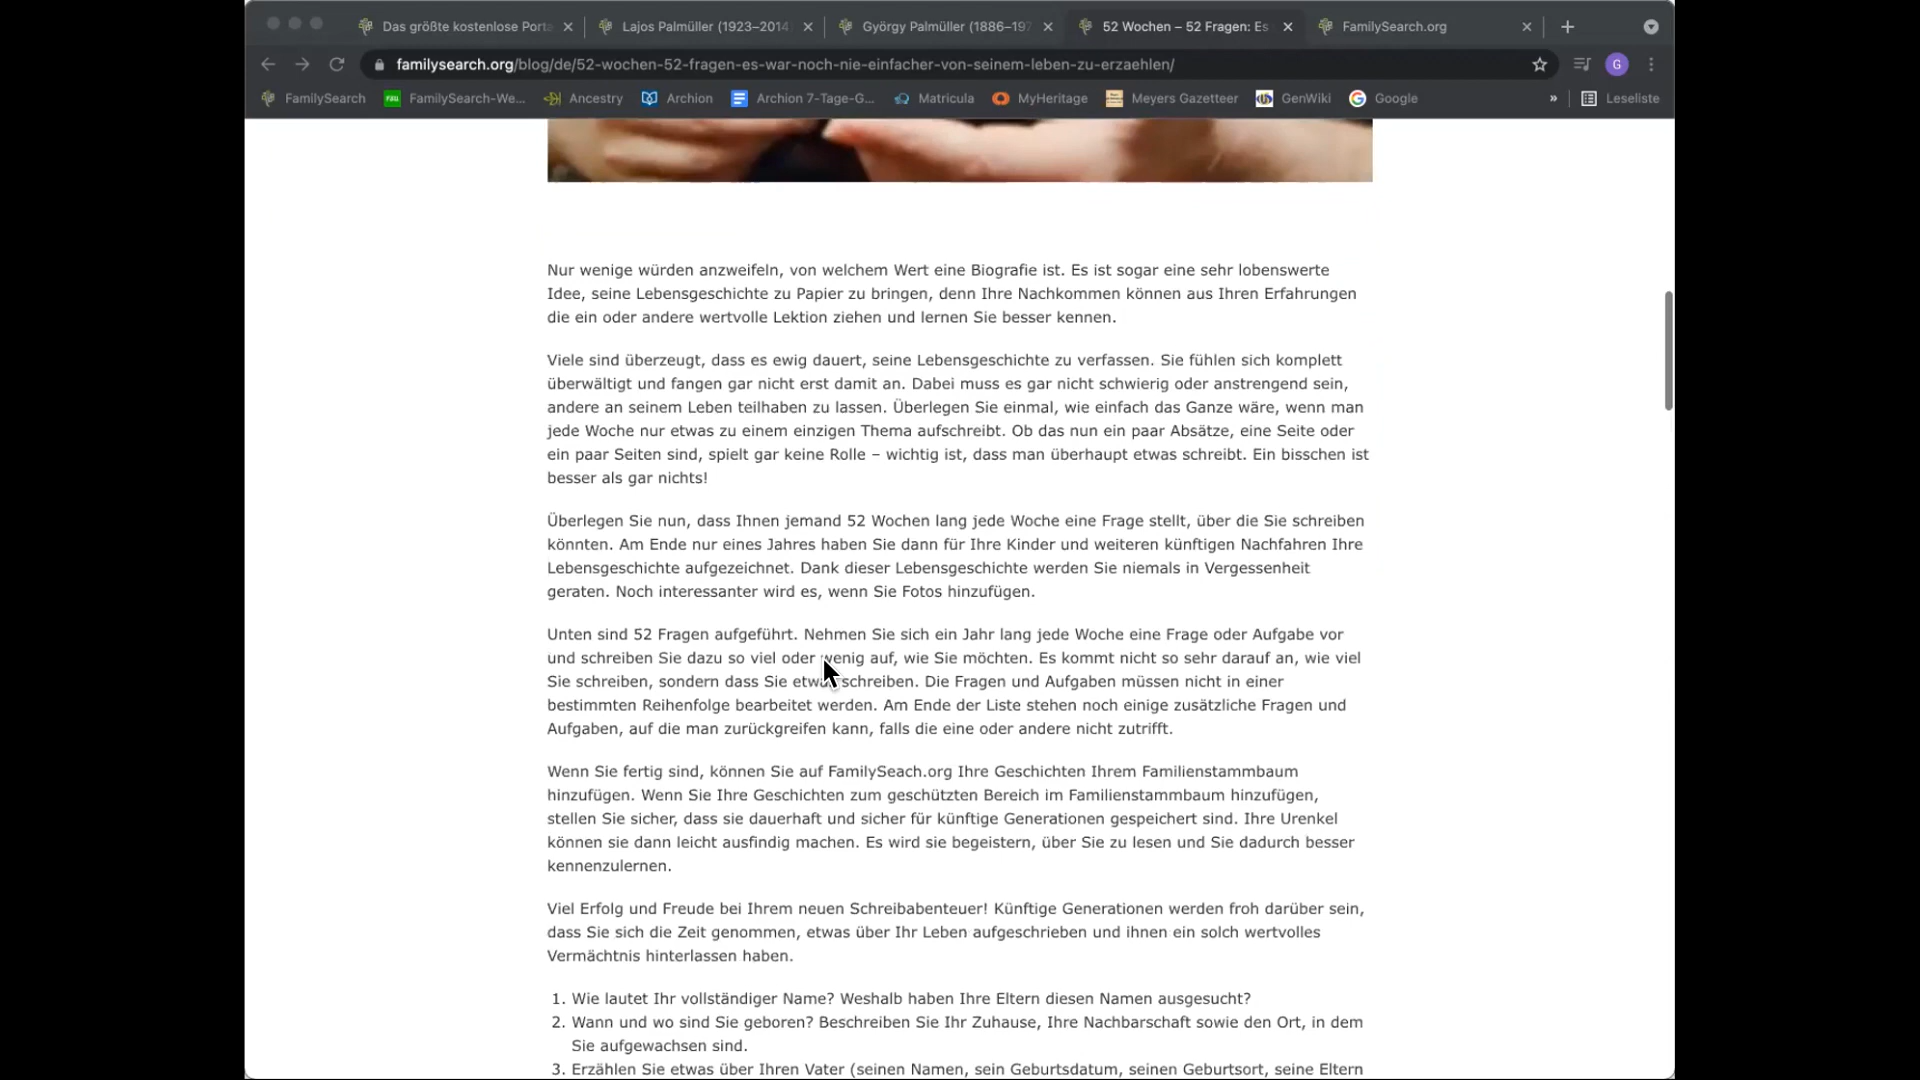 Das größte kostenlose Porta
Lajos Palmüller (1923–2014
György Palmüller (1886–197
52 Wochen – 52 Fragen: Es
FamilySearch.org
familysearch.org/blog/de/52-wochen-52-fragen-es-war-noch-nie-einfacher-von-seinem-leben-zu-erzaehlen/
G
FamilySearch
FamilySearch-We...
Ancestry
Archion
Archion 7-Tage-G...
Matricula
MyHeritage
Meyers Gazetteer
GenWiki
Google
»
Leseliste
Nur wenige würden anzweifeln, von welchem Wert eine Biografie ist. Es ist sogar eine sehr lobenswerte
Idee, seine Lebensgeschichte zu Papier zu bringen, denn Ihre Nachkommen können aus Ihren Erfahrungen
die ein oder andere wertvolle Lektion ziehen und lernen Sie besser kennen.
Viele sind überzeugt, dass es ewig dauert, seine Lebensgeschichte zu verfassen. Sie fühlen sich komplett
überwältigt und fangen gar nicht erst damit an. Dabei muss es gar nicht schwierig oder anstrengend sein,
andere an seinem Leben teilhaben zu lassen. Überlegen Sie einmal, wie einfach das Ganze wäre, wenn man
jede Woche nur etwas zu einem einzigen Thema aufschreibt. Ob das nun ein paar Absätze, eine Seite oder
ein paar Seiten sind, spielt gar keine Rolle – wichtig ist, dass man überhaupt etwas schreibt. Ein bisschen ist
besser als gar nichts!
Überlegen Sie nun, dass Ihnen jemand 52 Wochen lang jede Woche eine Frage stellt, über die Sie schreiben
könnten. Am Ende nur eines Jahres haben Sie dann für Ihre Kinder und weiteren künftigen Nachfahren Ihre
Lebensgeschichte aufgezeichnet. Dank dieser Lebensgeschichte werden Sie niemals in Vergessenheit
geraten. Noch interessanter wird es, wenn Sie Fotos hinzufügen.
Unten sind 52 Fragen aufgeführt. Nehmen Sie sich ein Jahr lang jede Woche eine Frage oder Aufgabe vor
und schreiben Sie dazu so viel oder wenig auf, wie Sie möchten. Es kommt nicht so sehr darauf an, wie viel
Sie schreiben, sondern dass Sie etwas schreiben. Die Fragen und Aufgaben müssen nicht in einer
bestimmten Reihenfolge bearbeitet werden. Am Ende der Liste stehen noch einige zusätzliche Fragen und
Aufgaben, auf die man zurückgreifen kann, falls die eine oder andere nicht zutrifft.
Wenn Sie fertig sind, können Sie auf FamilySeach.org Ihre Geschichten Ihrem Familienstammbaum
hinzufügen. Wenn Sie Ihre Geschichten zum geschützten Bereich im Familienstammbaum hinzufügen,
stellen Sie sicher, dass sie dauerhaft und sicher für künftige Generationen gespeichert sind. Ihre Urenkel
können sie dann leicht ausfindig machen. Es wird sie begeistern, über Sie zu lesen und Sie dadurch besser
kennenzulernen.
Viel Erfolg und Freude bei Ihrem neuen Schreibabenteuer! Künftige Generationen werden froh darüber sein,
dass Sie sich die Zeit genommen, etwas über Ihr Leben aufgeschrieben und ihnen ein solch wertvolles
Vermächtnis hinterlassen haben.
1. Wie lautet Ihr vollständiger Name? Weshalb haben Ihre Eltern diesen Namen ausgesucht?
2. Wann und wo sind Sie geboren? Beschreiben Sie Ihr Zuhause, Ihre Nachbarschaft sowie den Ort, in dem
Sie aufgewachsen sind.
3. Erzählen Sie etwas über Ihren Vater (seinen Namen, sein Geburtsdatum, seinen Geburtsort, seine Eltern